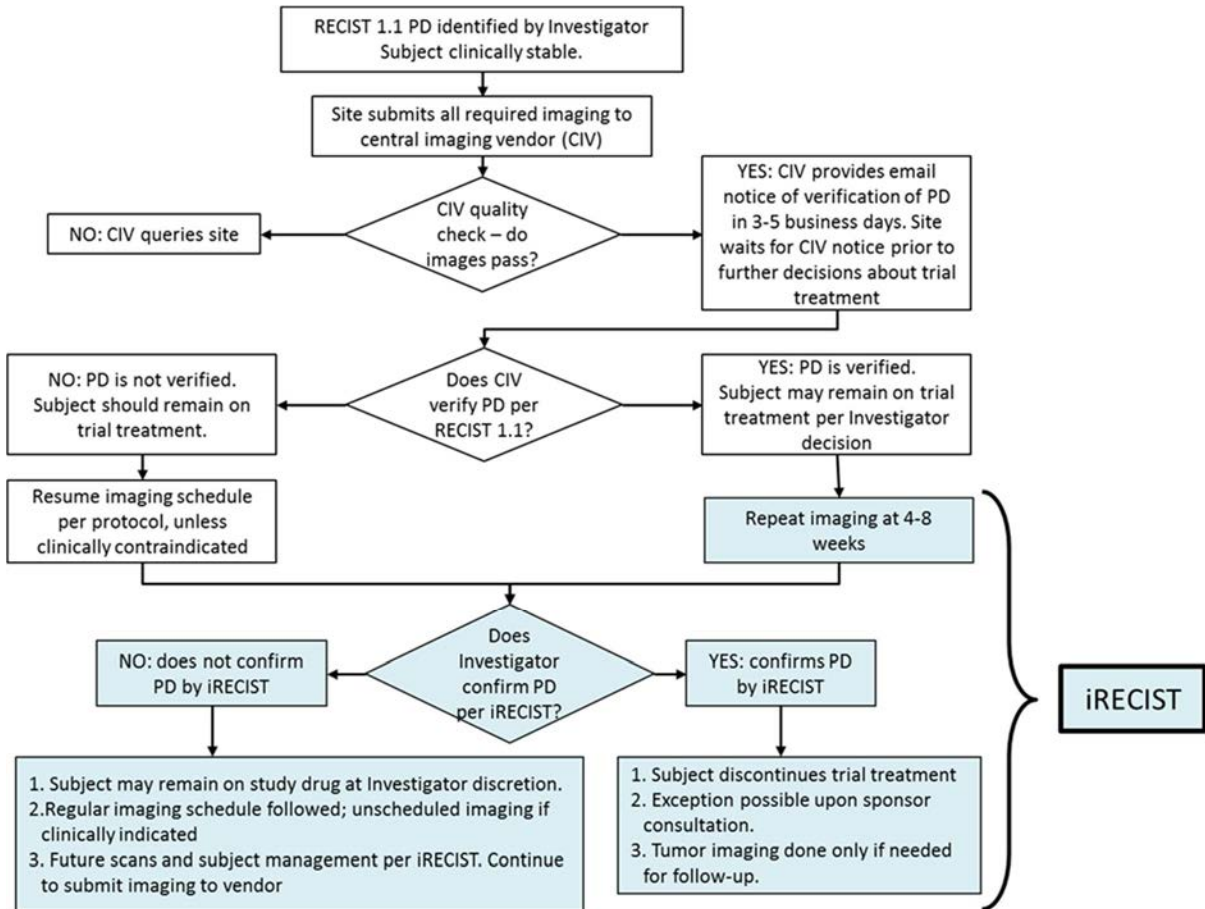 RECIST 1.1 PD identified by Investigator
Subject clinically stable.
Site submits all required imaging to
central imaging vendor (CIV)
CIV quality
check – do
images pass?
NO: CIV queries site
YES: CIV provides email
notice of verification of PD
in 3-5 business days. Site
waits for CIV notice prior to
further decisions about trial
treatment
Does CIV
verify PD per
RECIST 1.1?
NO: PD is not verified.
Subject should remain on
trial treatment.
YES: PD is verified.
Subject may remain on trial
treatment per Investigator
decision
Resume imaging schedule
per protocol, unless
clinically contraindicated
Repeat imaging at 4-8
weeks
Does
Investigator
confirm PD
per iRECIST?
NO: does not confirm
PD by iRECIST
YES: confirms PD
by iRECIST
1. Subject may remain on study drug at Investigator discretion.
2.Regular imaging schedule followed; unscheduled imaging if
clinically indicated
3. Future scans and subject management per iRECIST. Continue
to submit imaging to vendor
1. Subject discontinues trial treatment
2. Exception possible upon sponsor
consultation.
3. Tumor imaging done only if needed
for follow-up.
iRECIST